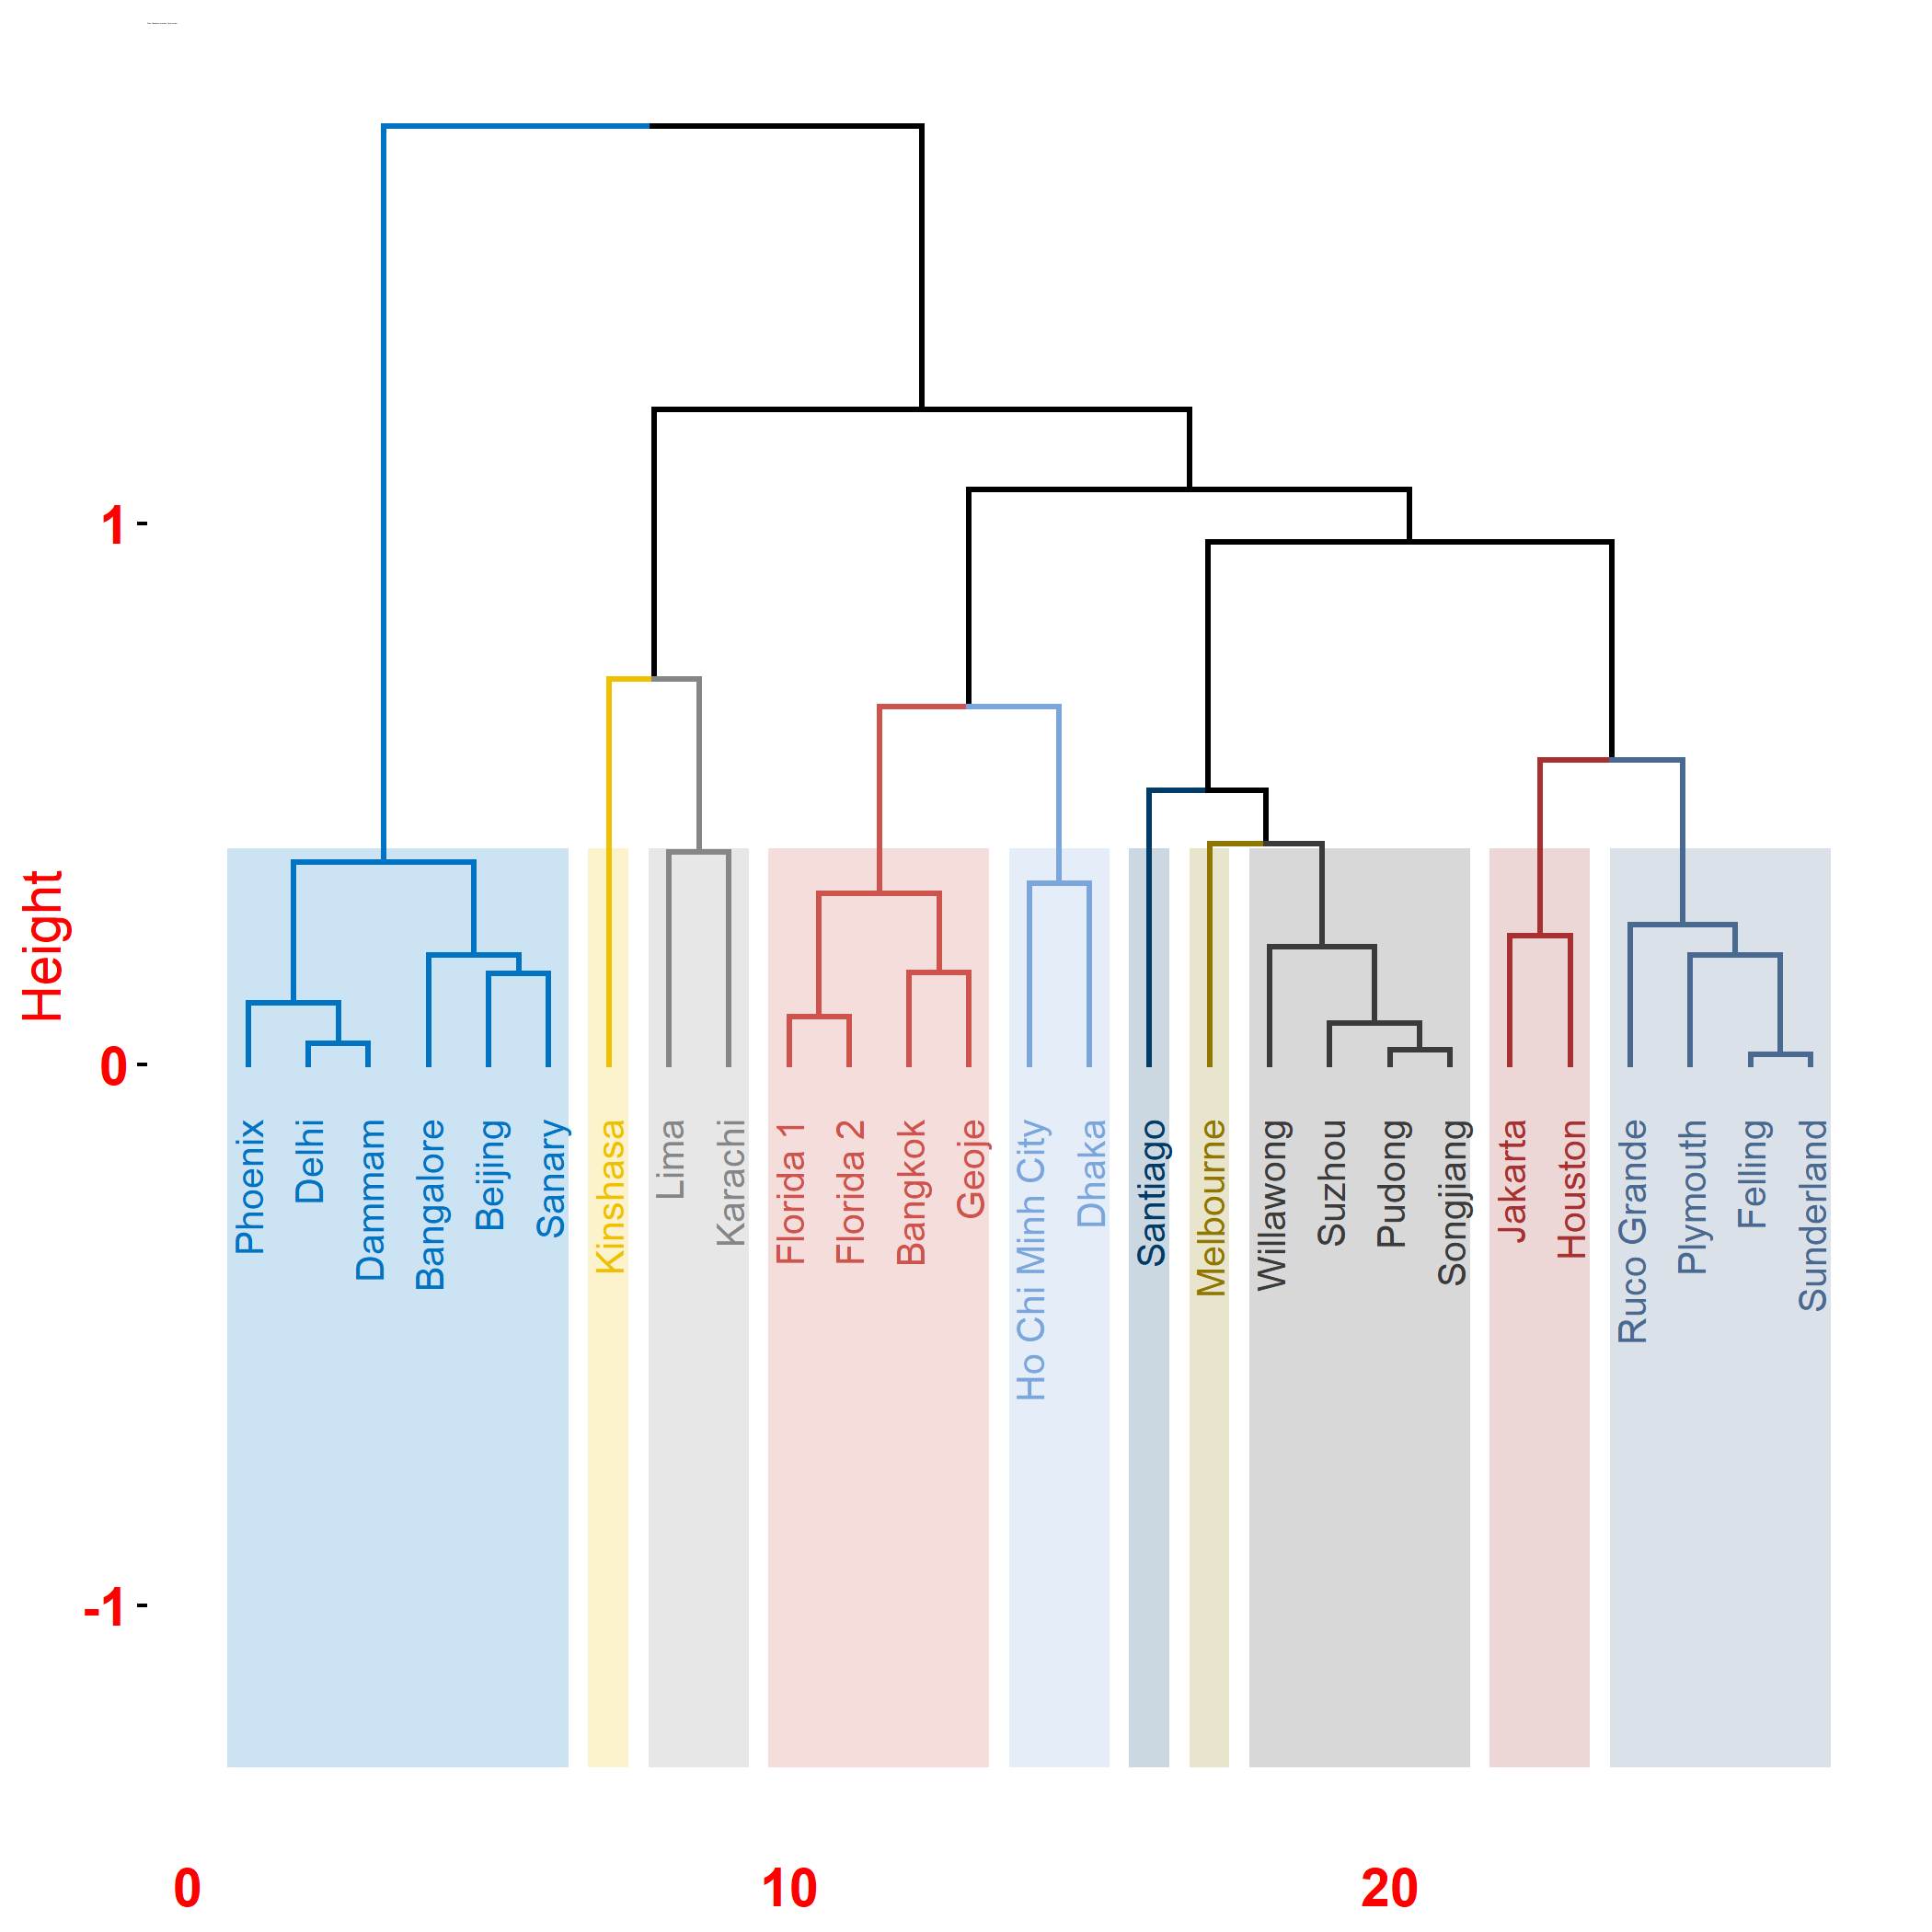 Height
1
0
-1
Phoenix
Delhi
Dammam
Bangalore
Beijing
Sanary
Kinshasa
Lima
Karachi
Florida 1
Florida 2
Bangkok
Geoje
Ho Chi Minh City
Dhaka
Santiago
Melbourne
Willawong
Suzhou
Pudong
Songjiang
Jakarta
Houston
Ruco Grande
Plymouth
Felling
Sunderland
0
10
20